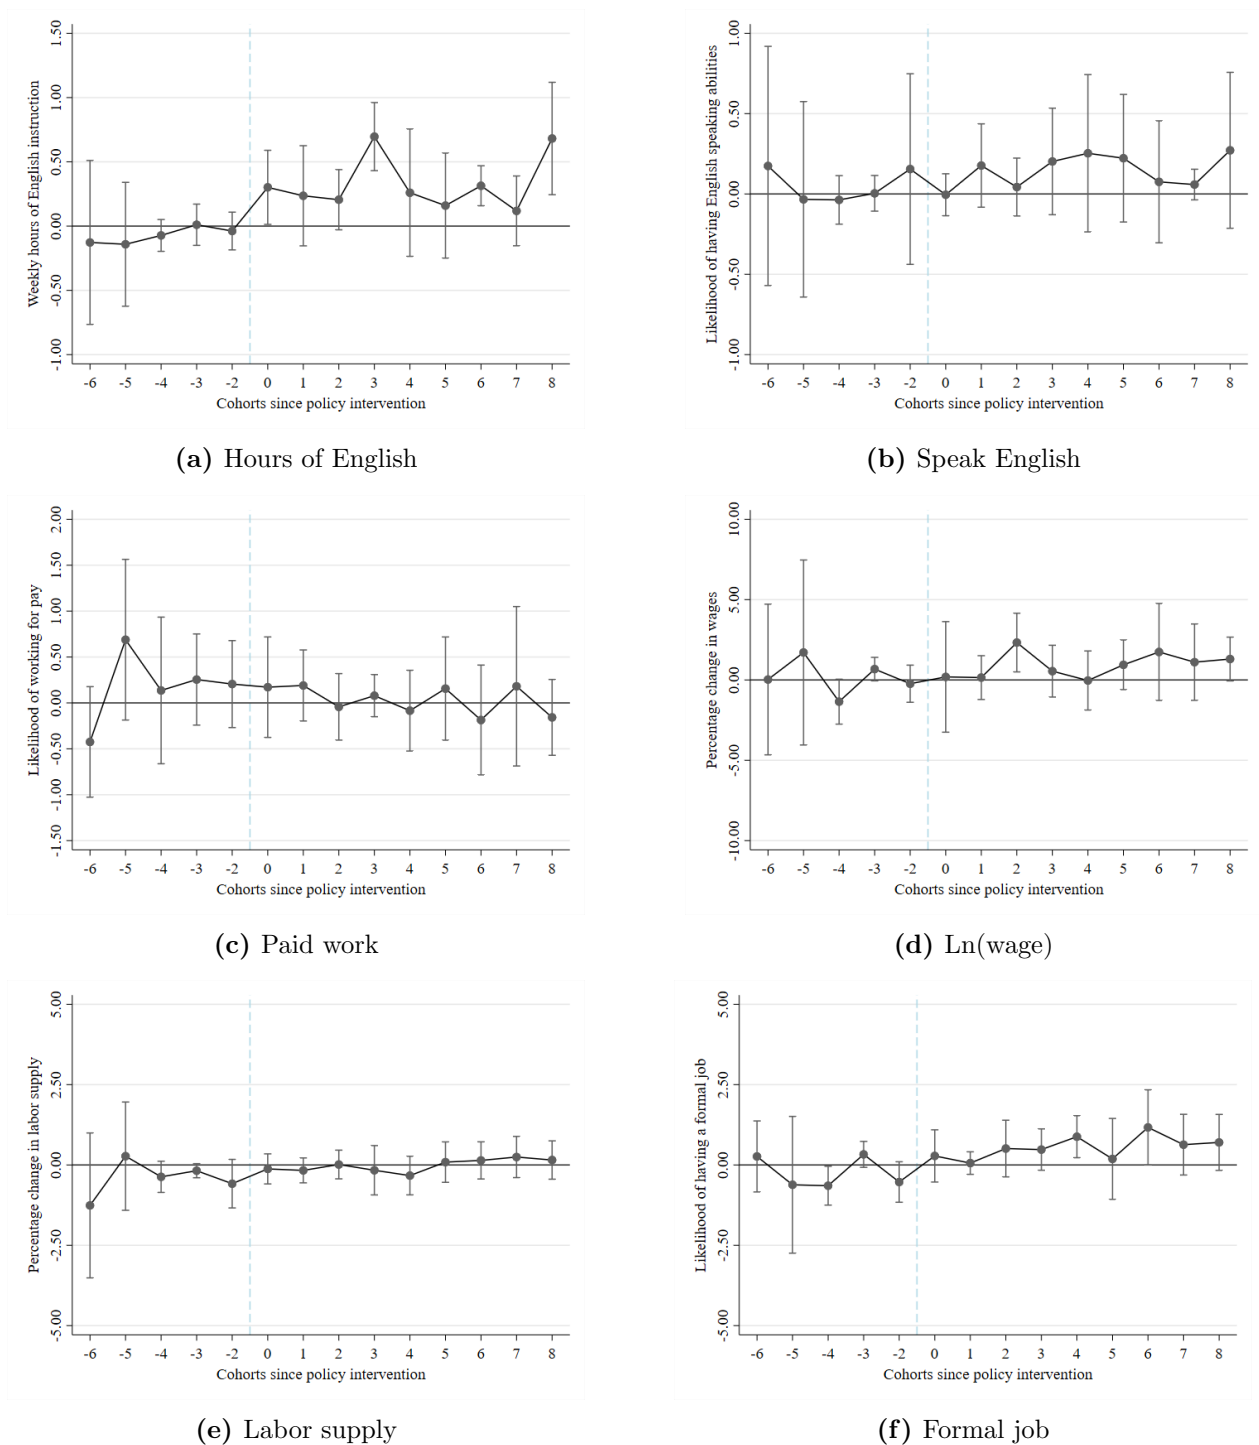 Weekly hours of English instruction
1.50
1.00
0.50
0.00
-0.50
-1.00
-6 -5 -4 -3 -2 0 1 2 3 4 5 6 7 8
Cohorts since policy intervention
(a) Hours of English
Likelihood of having English speaking abilities
1.00
0.50
0.00
-0.50
-1.00
-6 -5 -4 -3 -2 0 1 2 3 4 5 6 7 8
Cohorts since policy intervention
(b) Speak English
Likelihood of working for pay
2.00
1.50
1.00
0.50
0.00
-0.50
-1.00
-1.50
-6 -5 -4 -3 -2 0 1 2 3 4 5 6 7 8
Cohorts since policy intervention
(c) Paid work
Percentage change in wages
10.00
5.00
0.00
-5.00
-10.00
-6 -5 -4 -3 -2 0 1 2 3 4 5 6 7 8
Cohorts since policy intervention
(d) Ln(wage)
Percentage change in labor supply
5.00
2.50
0.00
-2.50
-5.00
-6 -5 -4 -3 -2 0 1 2 3 4 5 6 7 8
Cohorts since policy intervention
(e) Labor supply
Likelihood of having a formal job
5.00
2.50
0.00
-2.50
-5.00
-6 -5 -4 -3 -2 0 1 2 3 4 5 6 7 8
Cohorts since policy intervention
(f) Formal job